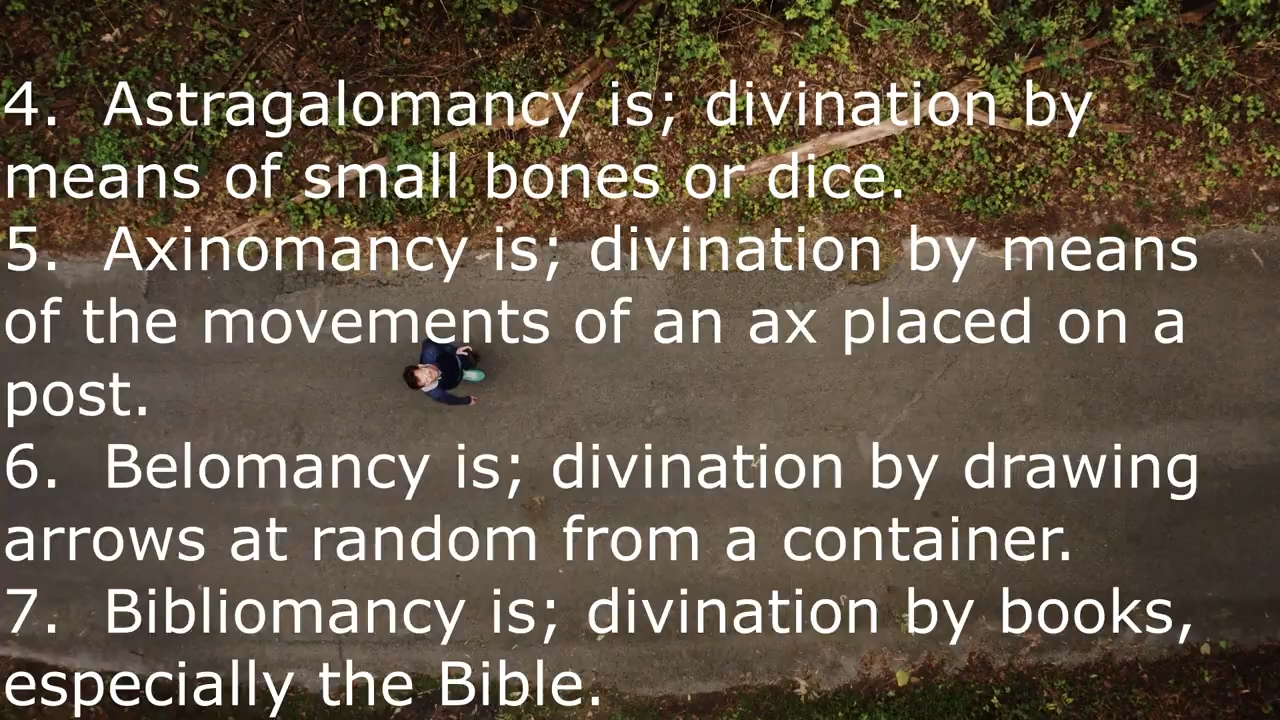 4.  Astragalomancy is; divination by
means of small bones or dice.
5.  Axinomancy is; divination by means
of the movements of an ax placed on a
post.
6.  Belomancy is; divination by drawing
arrows at random from a container.
7.  Bibliomancy is; divination by books,
especially the Bible.